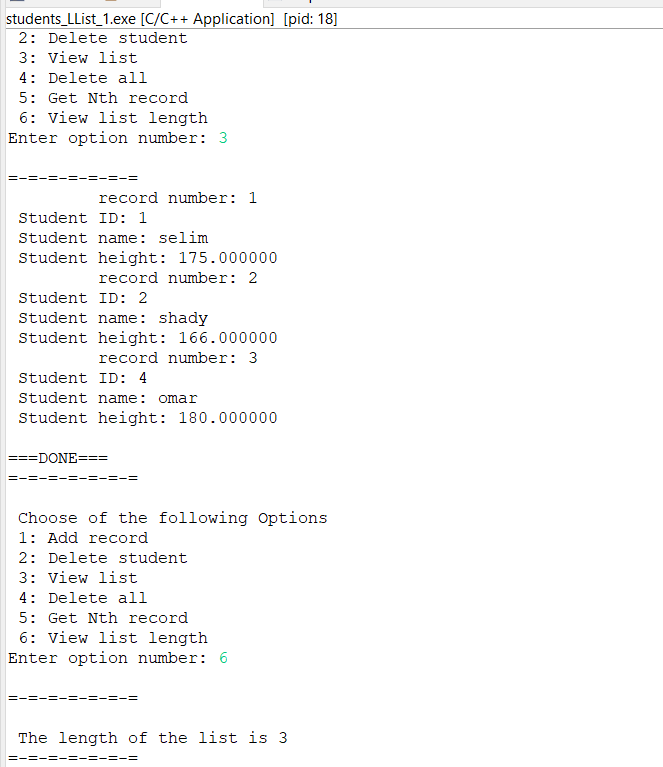 students_LList_1.exe [C/C++ Application] [pid: 18]
2: Delete student
3: View list
4: Delete all
5: Get Nth record
6: View list length
Enter option number: 3
=-=-=-=-=-=-=
record number: 1
Student ID: 1
Student name: selim
Student height: 175.000000
record number: 2
Student ID: 2
Student name: shady
Student height: 166.000000
record number: 3
Student ID: 4
Student name: omar
Student height: 180.000000
===DONE===
=-=-=-=-=-=-=
Choose of the following Options
1: Add record
2: Delete student
3: View list
4: Delete all
5: Get Nth record
6: View list length
Enter option number: 6
=-=-=-=-=-=-=
The length of the list is 3
=-=-=-=-=-=-=